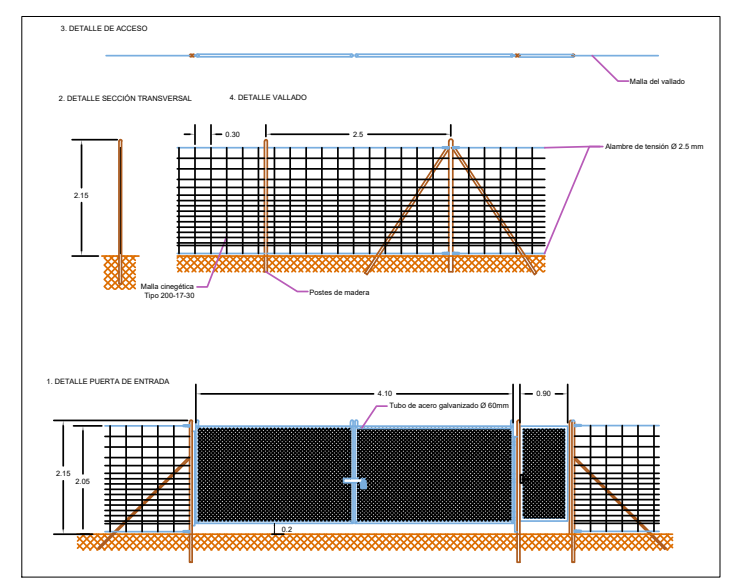 3. DETALLE DE ACCESO
Malla del vallado
2. DETALLE SECCIÓN TRANSVERSAL
4. DETALLE VALLADO
0.30
2.5
Alambre de tensión Ø 2.5 mm
2.15
Malla cinegética
Tipo 200-17-30
Postes de madera
1. DETALLE PUERTA DE ENTRADA
4.10
0.90
Tubo de acero galvanizado Ø 60mm
2.15
2.05
0.2